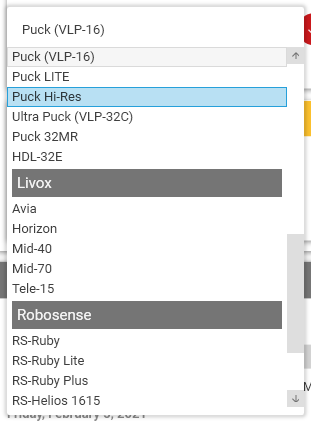 Puck (VLP-16)
Puck (VLP-16)
Puck LITE
Puck Hi-Res
Ultra Puck (VLP-32C)
Puck 32MR
HDL-32E
Livox
Avia
Horizon
Mid-40
Mid-70
Tele-15
Robosense
RS-Ruby
RS-Ruby Lite
RS-Ruby Plus
RS-Helios 1615
Friday, February 5, 2021